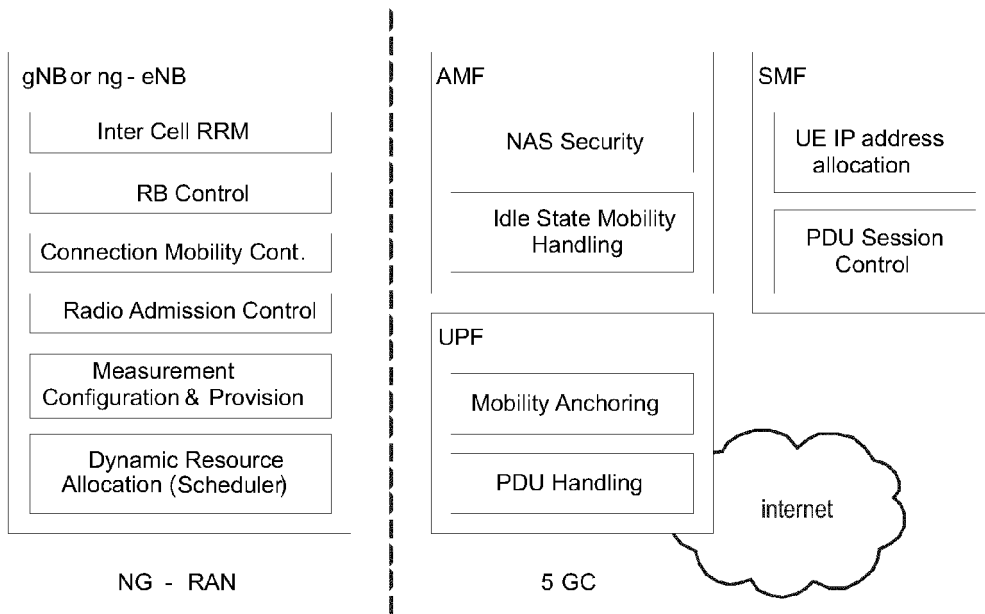 gNB or ng - eNB
Inter Cell RRM
RB Control
Connection Mobility Cont.
Radio Admission Control
Measurement
Configuration & Provision
Dynamic Resource
Allocation (Scheduler)
NG - RAN
AMF
NAS Security
Idle State Mobility
Handling
SMF
UE IP address
allocation
PDU Session
Control
UPF
Mobility Anchoring
PDU Handling
internet
5 GC